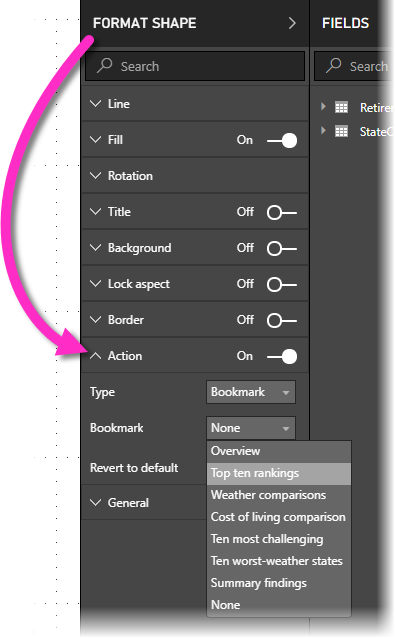 FORMAT SHAPE
Search
Line
Fill On
Rotation
Title Off
Background Off
Lock aspect Off
Border Off
Action On
Type Bookmark
Bookmark None
Overview
Revert to default
Top ten rankings
Weather comparisons
Cost of living comparison
General
Ten most challenging
Ten worst-weather states
Summary findings
None
FIELDS
Search